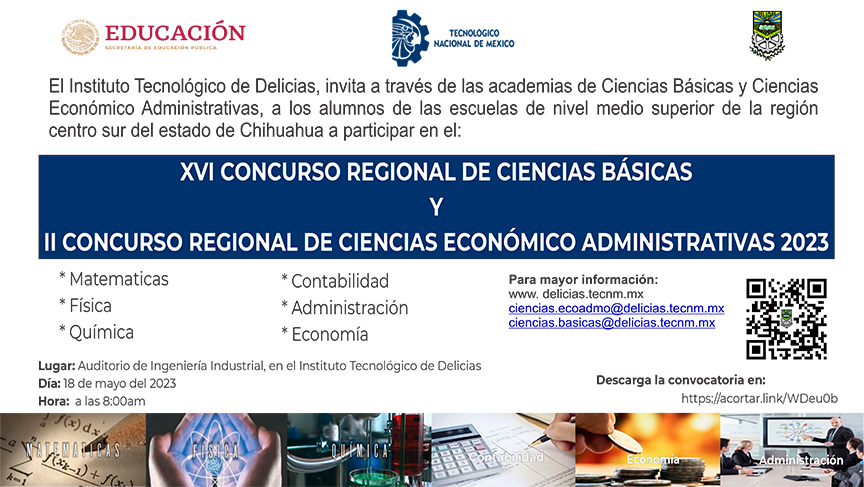 EDUCACIÓN
SECRETARÍA DE EDUCACIÓN PÚBLICA
TECNOLÓGICO
NACIONAL DE MÉXICO
El Instituto Tecnológico de Delicias, invita a través de las academias de Ciencias Básicas y Ciencias
Económico Administrativas, a los alumnos de las escuelas de nivel medio superior de la región
centro sur del estado de Chihuahua a participar en el:
XVI CONCURSO REGIONAL DE CIENCIAS BÁSICAS
Y
II CONCURSO REGIONAL DE CIENCIAS ECONÓMICO ADMINISTRATIVAS 2023
* Matematicas
* Física
* Química
* Contabilidad
* Administración
* Economía
Para mayor información:
www. delicias.tecnm.mx
ciencias.ecoadmo@delicias.tecnm.mx
ciencias.basicas@delicias.tecnm.mx
Lugar: Auditorio de Ingeniería Industrial, en el Instituto Tecnológico de Delicias
Día: 18 de mayo del 2023
Hora: a las 8:00am
Descarga la convocatoria en:
https://acortar.link/WDeu0b
MATEMATICAS
FÍSICA
QUÍMICA
Contabilidad
Economía
Administración